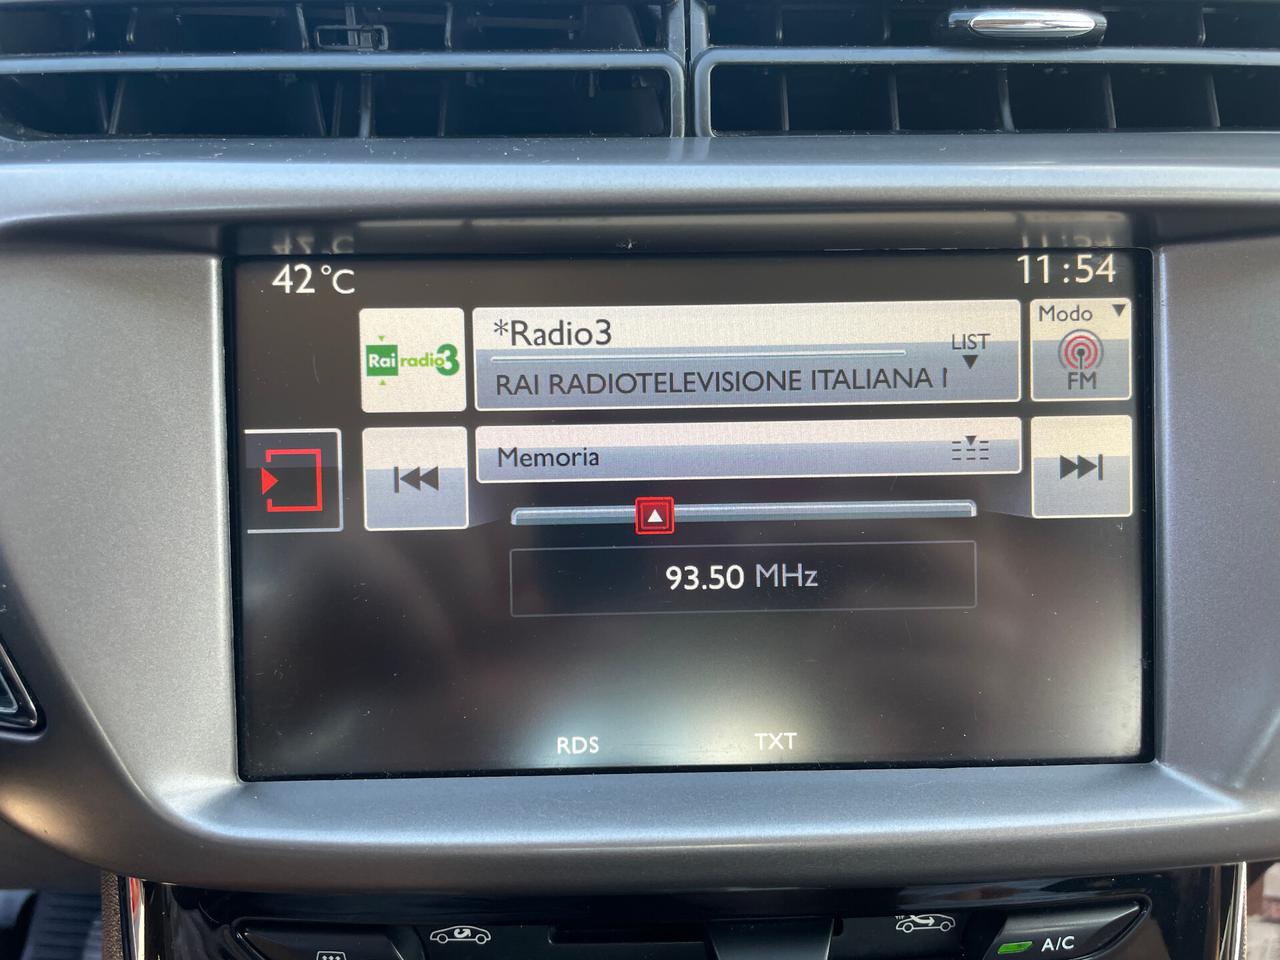 42°C
11:54
Rai radio3
*Radio3
LIST
RAI RADIOTELEVISIONE ITALIANA
Modo
FM
Memoria
93.50 MHz
RDS
TXT
A/C